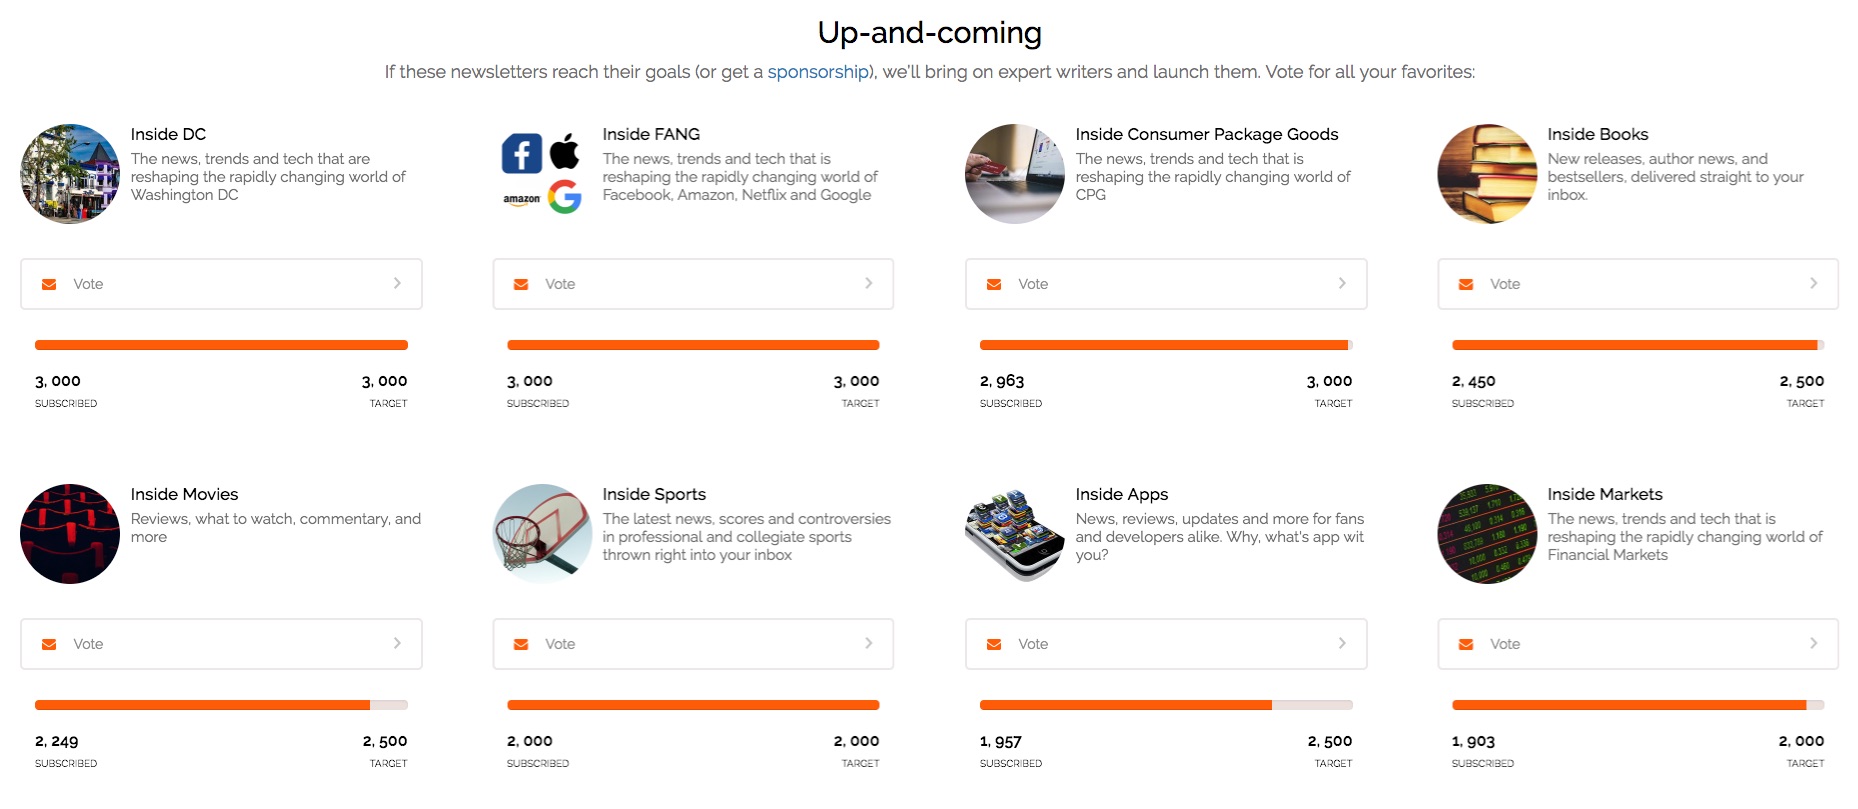 Up-and-coming
If these newsletters reach their goals (or get a sponsorship), we'll bring on expert writers and launch them. Vote for all your favorites:
Inside DC
The news, trends and tech that are
reshaping the rapidly changing world of
Washington DC
Vote
3, 000 3, 000
SUBSCRIBED TARGET
amazon
Inside FANG
The news, trends and tech that is
reshaping the rapidly changing world of
Facebook, Amazon, Netflix and Google
Vote
3, 000 3, 000
SUBSCRIBED TARGET
Inside Consumer Package Goods
The news, trends and tech that is
reshaping the rapidly changing world of
CPG
Vote
2, 963 3, 000
SUBSCRIBED TARGET
Inside Books
New releases, author news, and
bestsellers, delivered straight to your
inbox.
Vote
2, 450 2, 500
SUBSCRIBED TARGET
Inside Movies
Reviews, what to watch, commentary, and
more
Vote
2, 249 2, 500
SUBSCRIBED TARGET
Inside Sports
The latest news, scores and controversies
in professional and collegiate sports
thrown right into your inbox
Vote
2, 000 2, 000
SUBSCRIBED TARGET
Inside Apps
News, reviews, updates and more for fans
and developers alike. Why, what's app wit
you?
Vote
1, 957 2, 500
SUBSCRIBED TARGET
Inside Markets
The news, trends and tech that is
reshaping the rapidly changing world of
Financial Markets
Vote
1, 903 2, 000
SUBSCRIBED TARGET